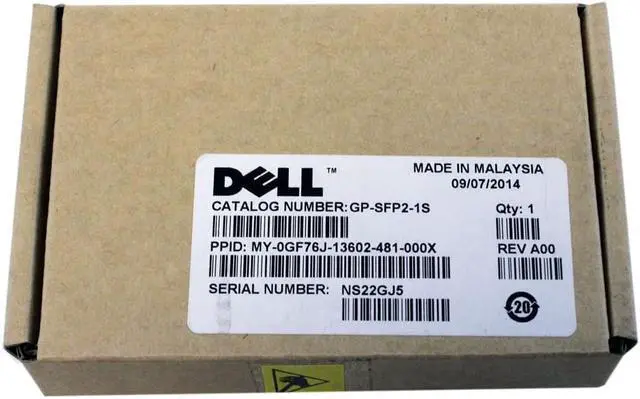 DELL™
MADE IN MALAYSIA
09/07/2014
CATALOG NUMBER:GP-SFP2-1S
Qty: 1
PPID: MY-0GF76J-13602-481-000X
REV A00
SERIAL NUMBER: NS22GJ5
20